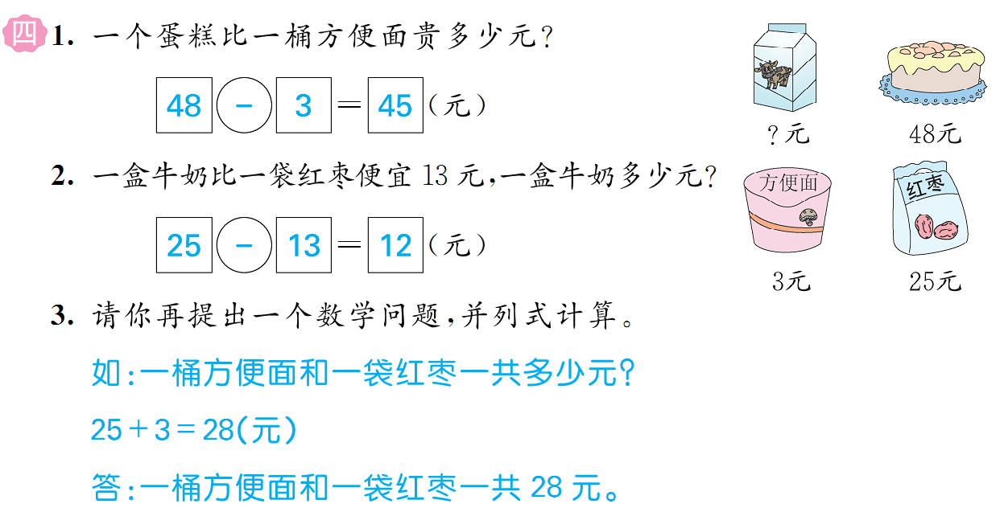 四 1. 一个蛋糕比一桶方便面贵多少元?
48 - 3 = 45 (元)
?元 48元
2. 一盒牛奶比一袋红枣便宜 13 元,一盒牛奶多少元?
方便面 红枣
25 - 13 = 12 (元)
3元 25元
3. 请你再提出一个数学问题,并列式计算。
如:一桶方便面和一袋红枣一共多少元?
25+3=28(元)
答:一桶方便面和一袋红枣一共 28 元。